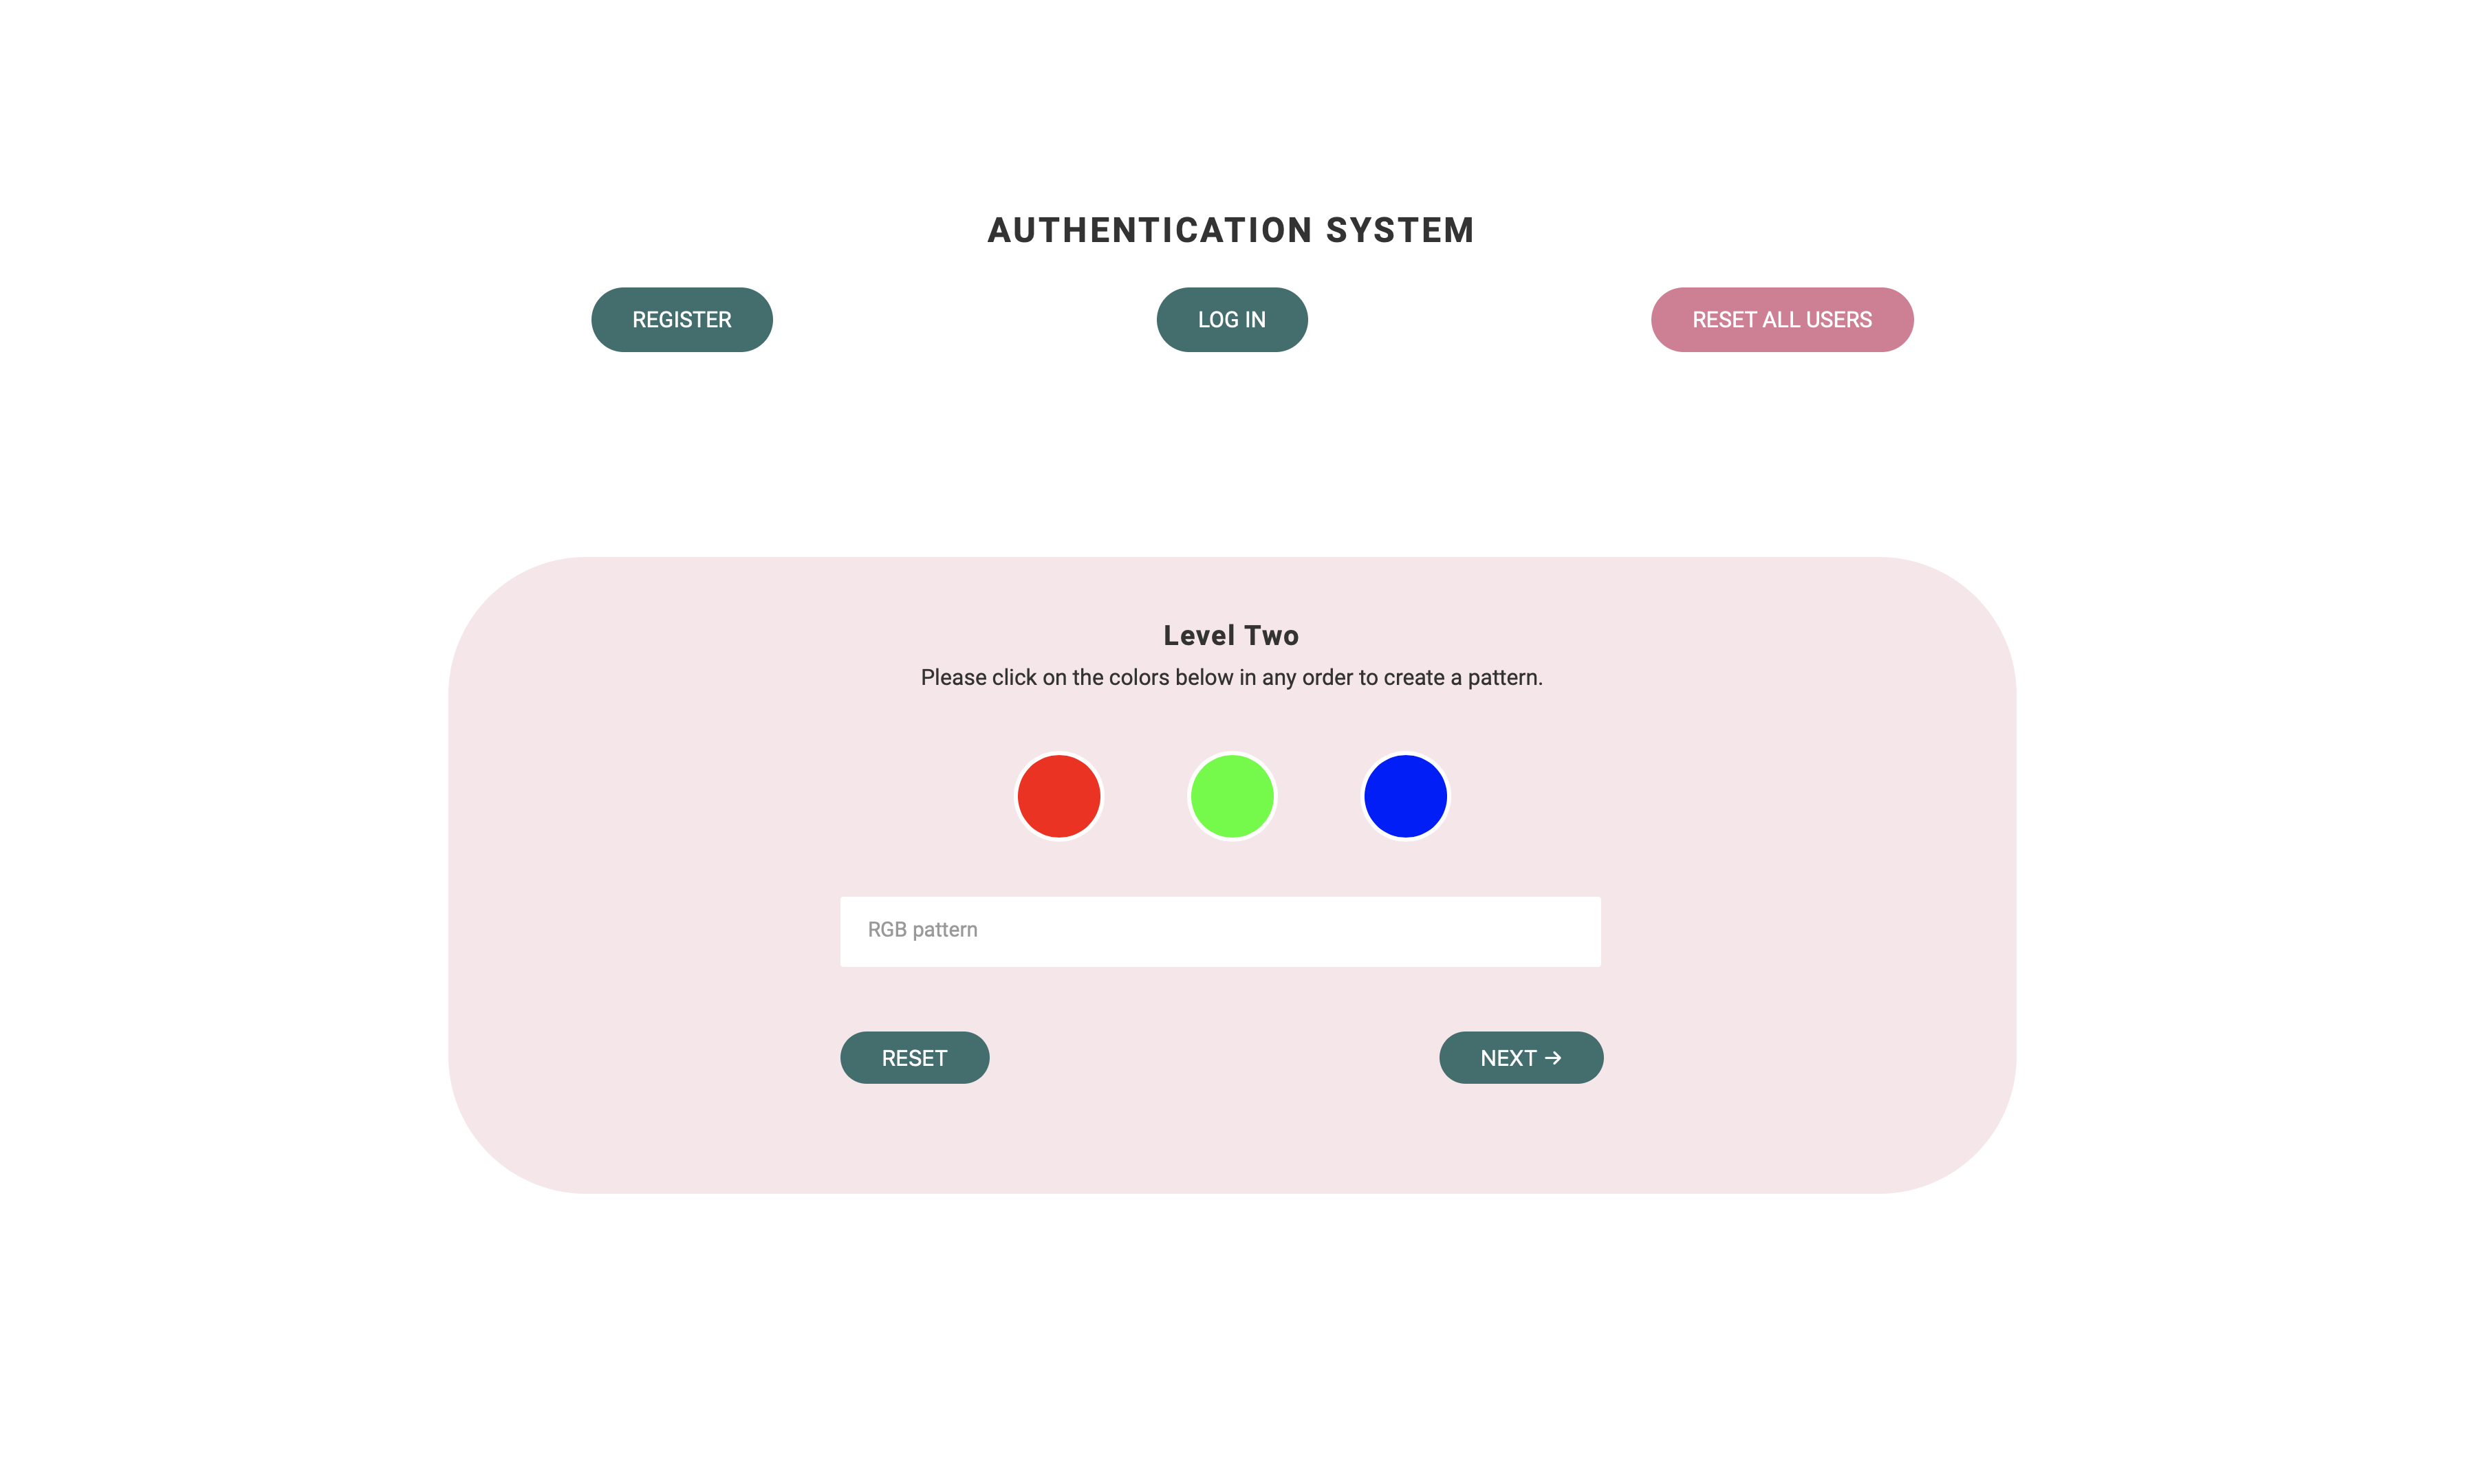 AUTHENTICATION SYSTEM
REGISTER
LOG IN
RESET ALL USERS
Level Two
Please click on the colors below in any order to create a pattern.
RGB pattern
RESET
NEXT →